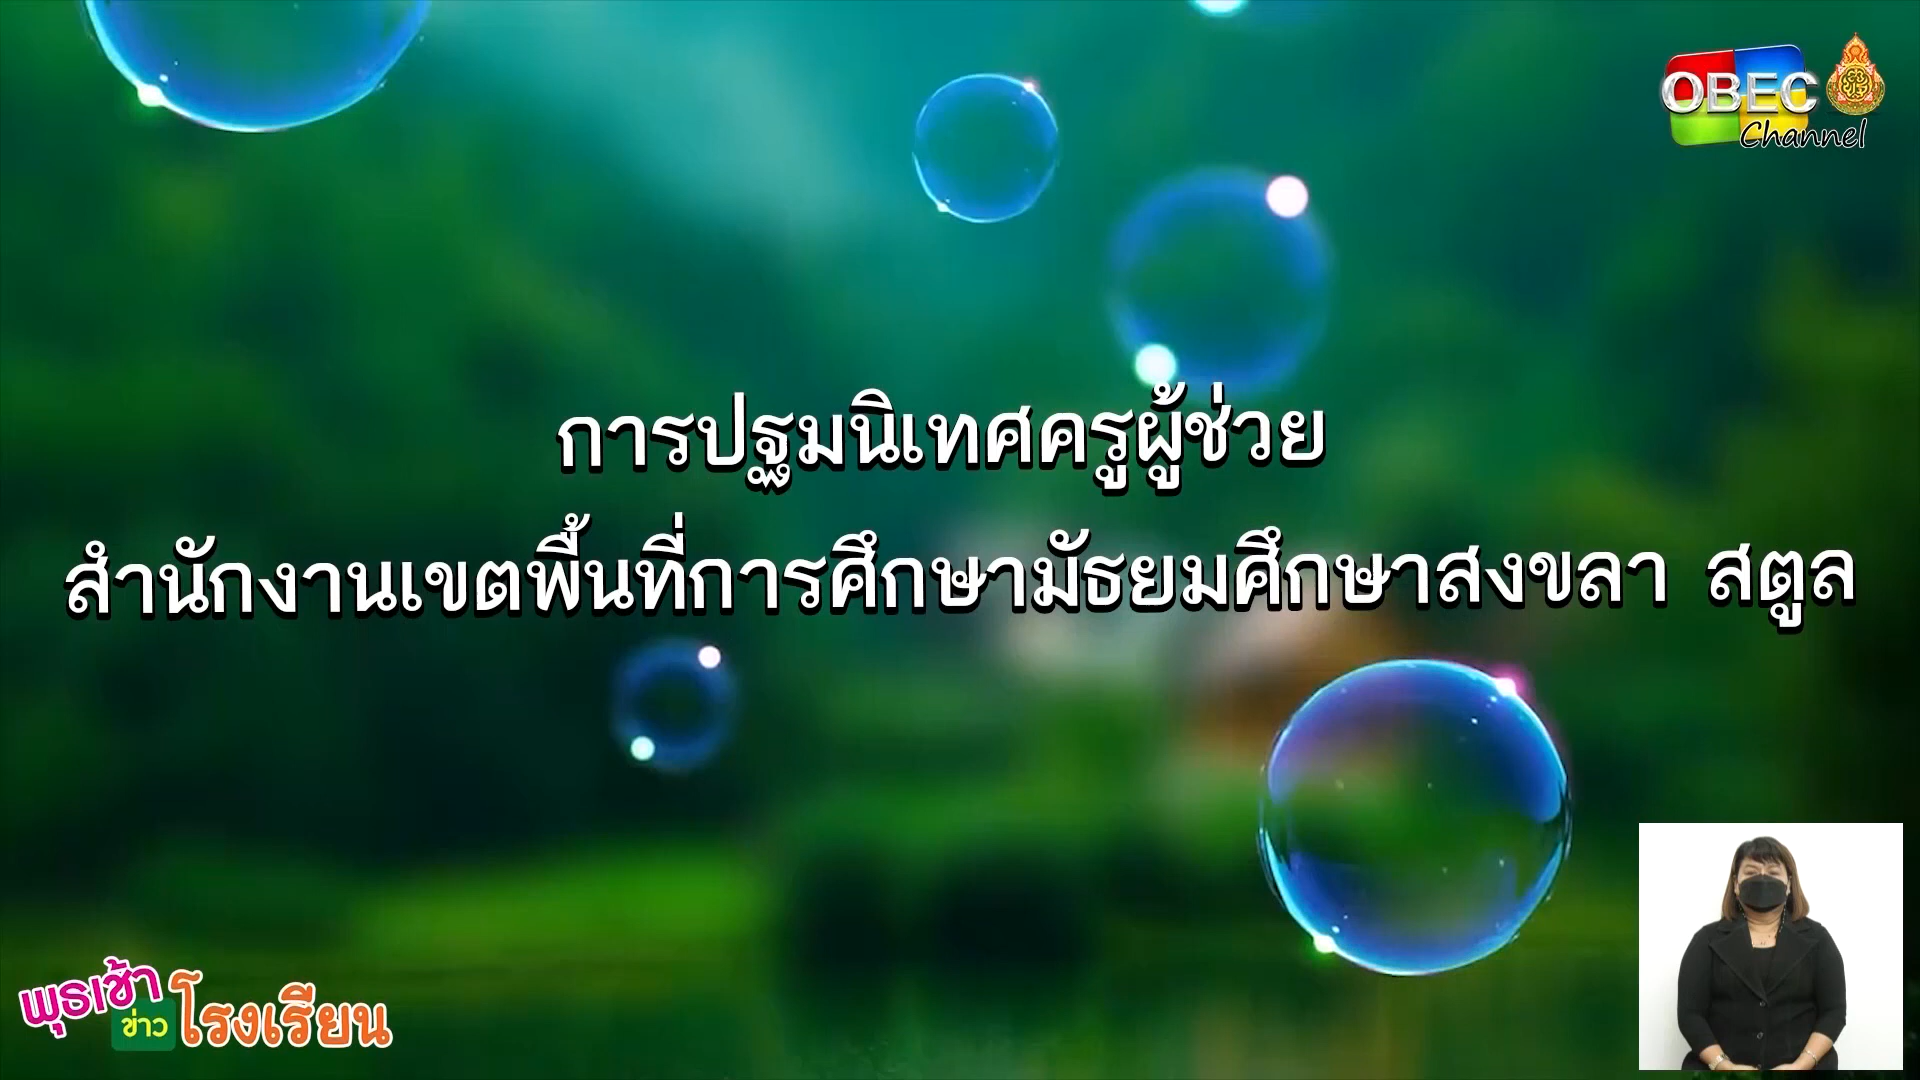 OBEC
Channel
การปฐมนิเทศครูผู้ช่วย
สำนักงานเขตพื้นที่การศึกษามัธยมศึกษาสงขลา สตูล
พุธเช้า
ข่าว
โรงเรียน